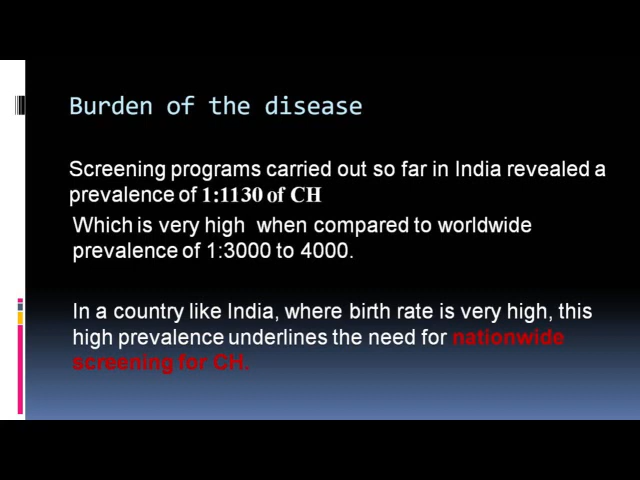 Burden of the disease
Screening programs carried out so far in India revealed a
prevalence of 1:1130 of CH
Which is very high when compared to worldwide
prevalence of 1:3000 to 4000.
In a country like India, where birth rate is very high, this
high prevalence underlines the need for nationwide
screening for CH.